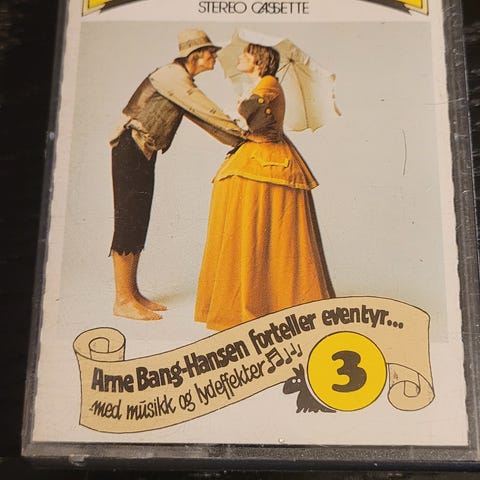 STEREO CASSETTE
Arne Bang-Hansen forteller eventyr...
med musikk og lydeffekter
3